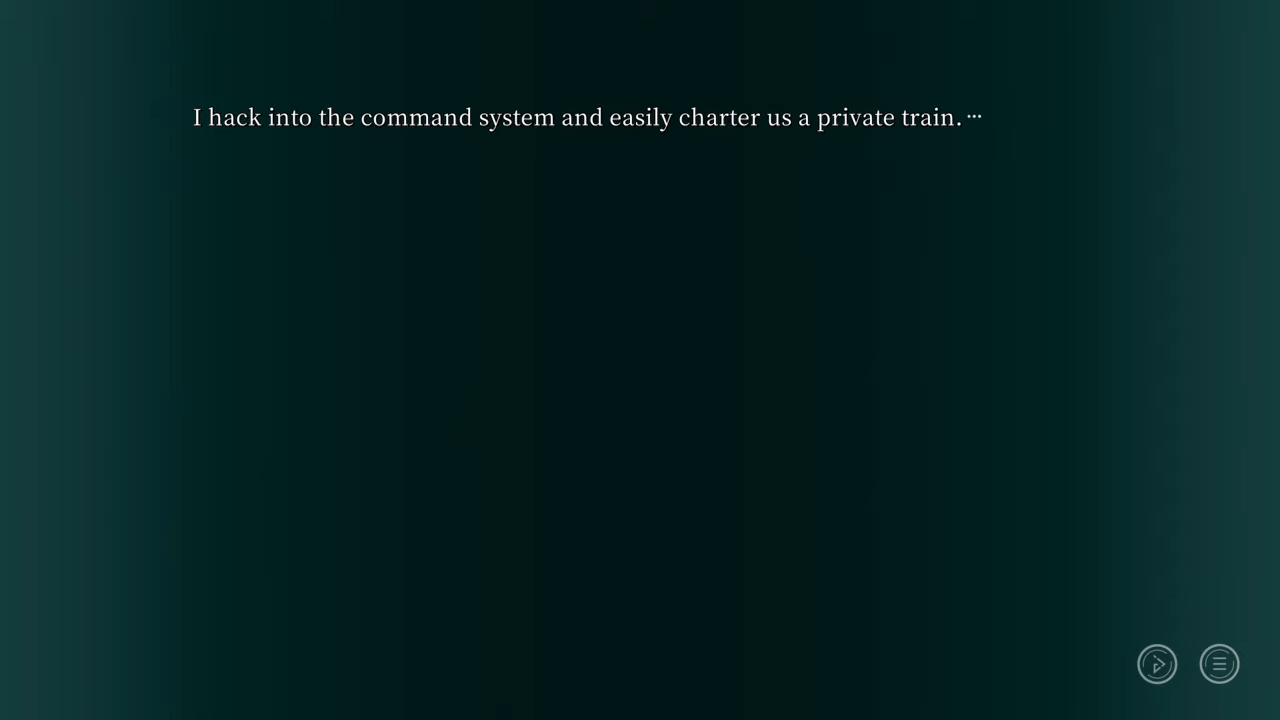 I hack into the command system and easily charter us a private train.